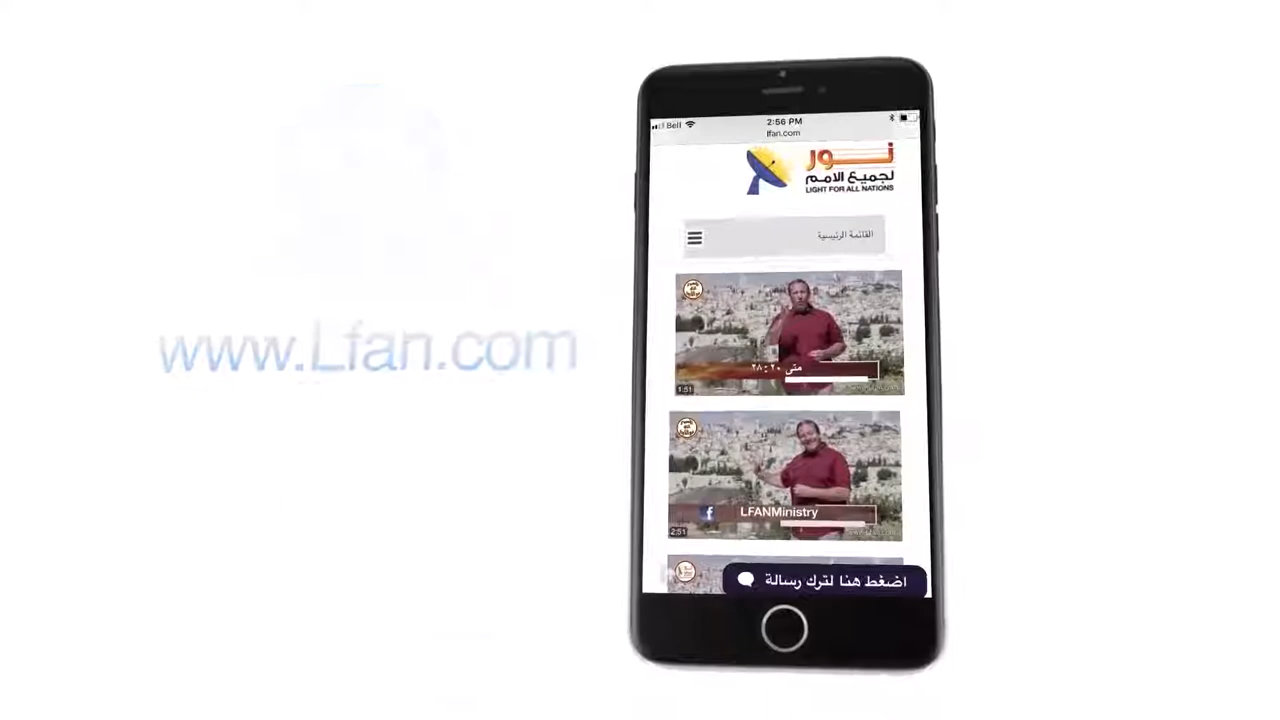 www.Lfan.com
Bell
2:56 PM
lfan.com
نور
لجميع الامم
LIGHT FOR ALL NATIONS
القائمة الرئيسية
متى ٢٠ : ٢٨
1:51
LFANMinistry
2:51
اضغط هنا لترك رسالة